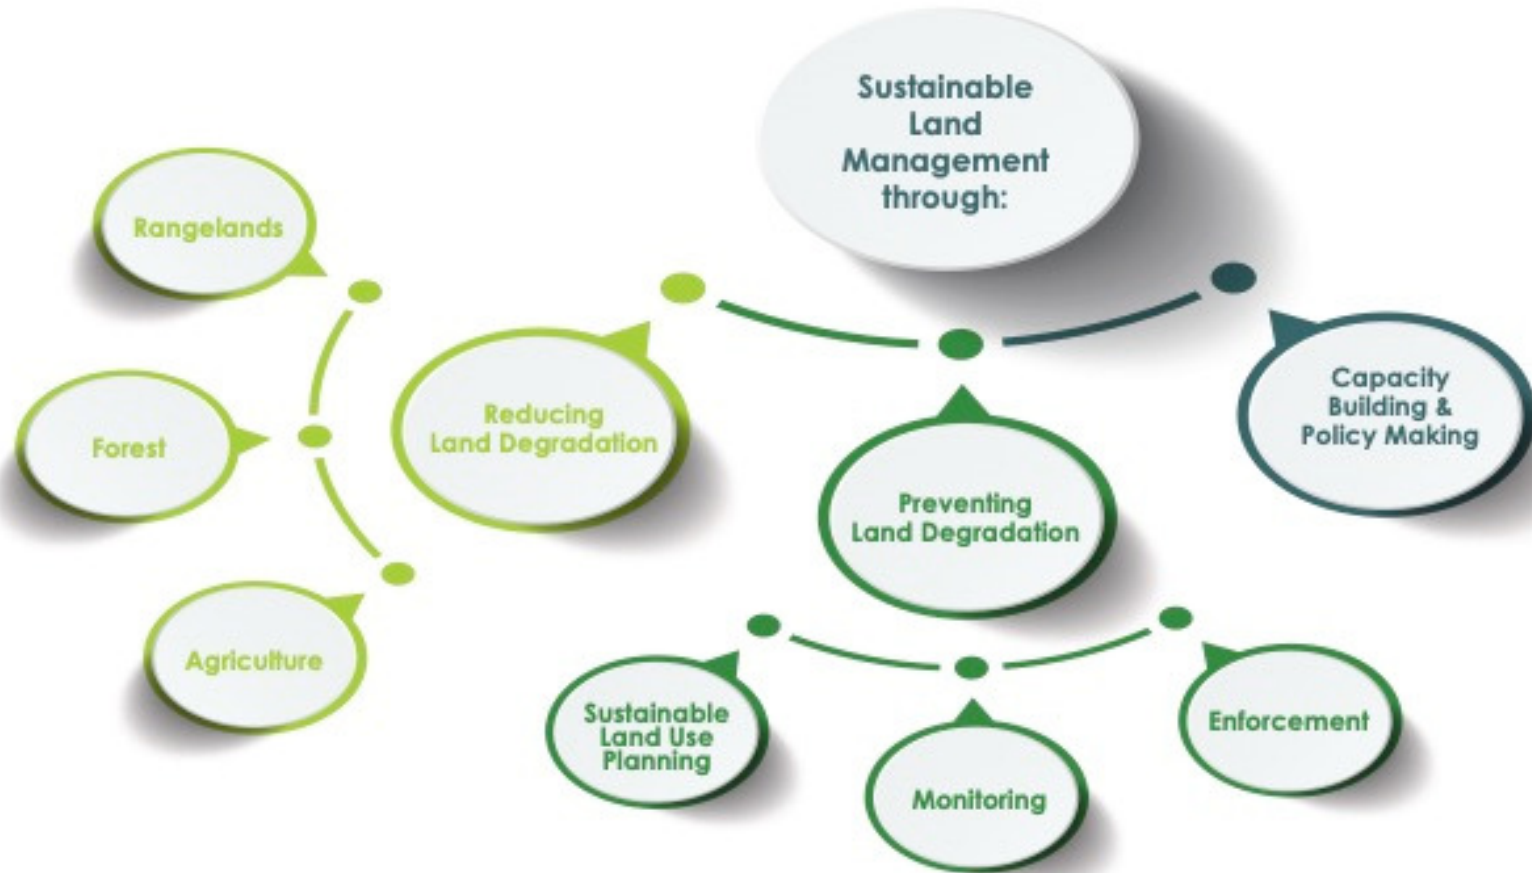 Sustainable
Land
Management
through:
Rangelands
Forest
Agriculture
Reducing
Land Degradation
Preventing
Land Degradation
Capacity
Building &
Policy Making
Sustainable
Land Use
Planning
Monitoring
Enforcement